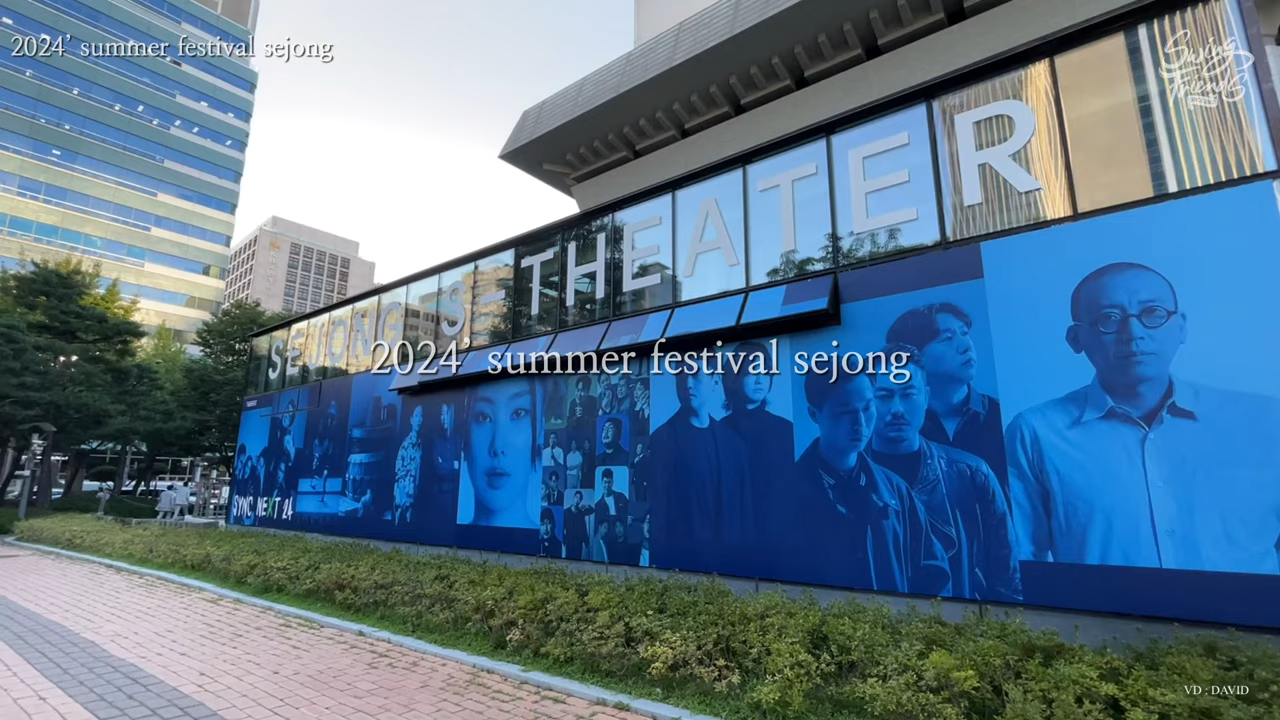 2024’ summer festival sejong
Swing
Friends
SEJONG S-THEATER
2024’ summer festival sejong
SYNC NEXT 24
VD : DAVID